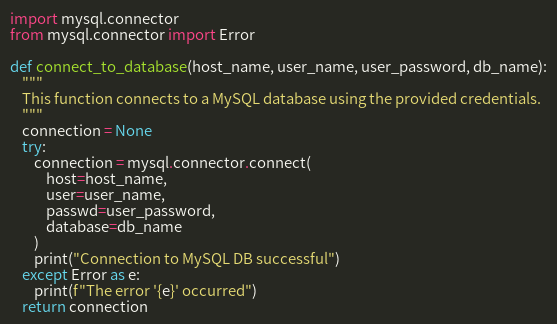 import mysql.connector
from mysql.connector import Error

def connect_to_database(host_name, user_name, user_password, db_name):
    """
    This function connects to a MySQL database using the provided credentials.
    """
    connection = None
    try:
        connection = mysql.connector.connect(
            host=host_name,
            user=user_name,
            passwd=user_password,
            database=db_name
        )
        print("Connection to MySQL DB successful")
    except Error as e:
        print(f"The error '{e}' occurred")
    return connection